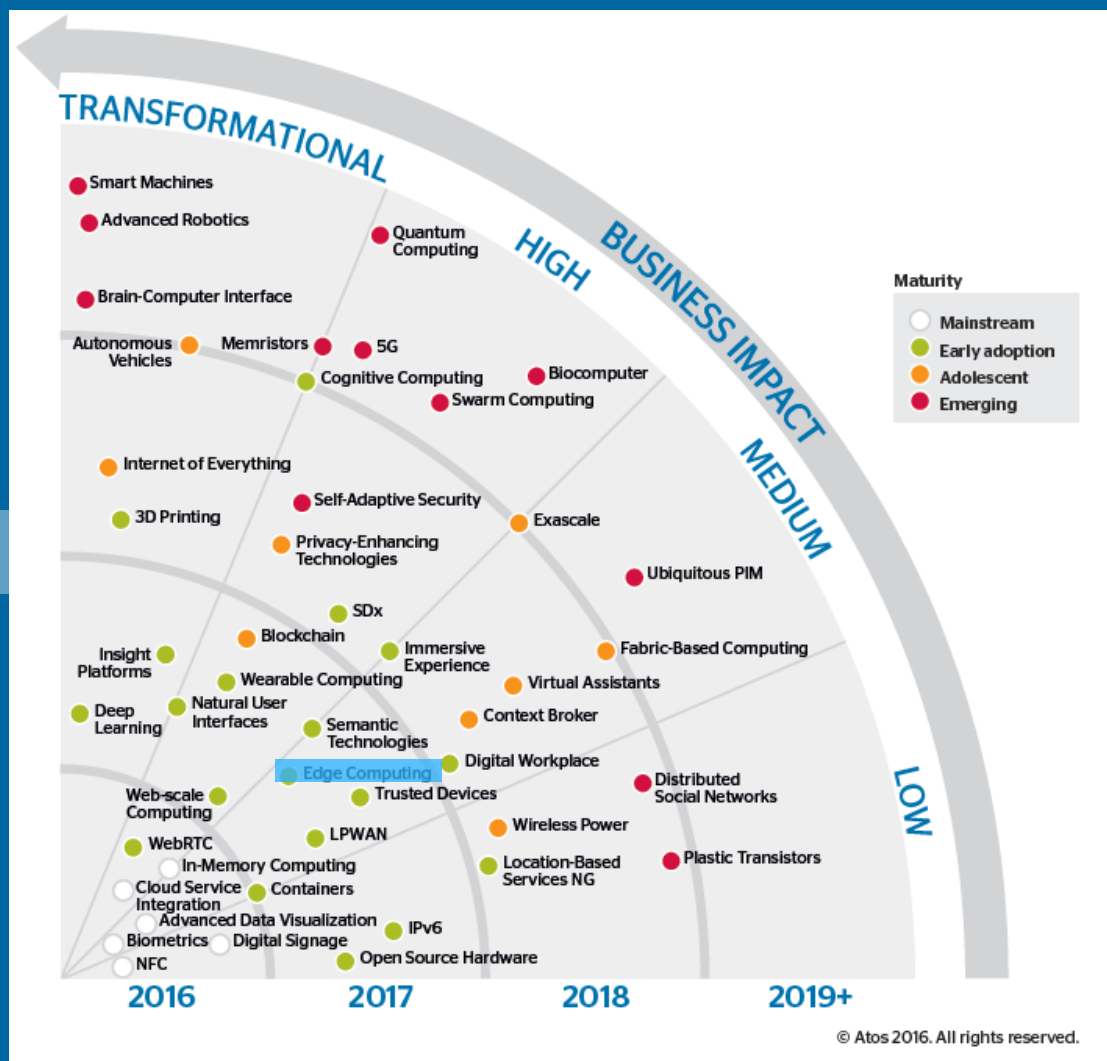 TRANSFORMATIONAL
HIGH
BUSINESS IMPACT
MEDIUM
LOW
Smart Machines
Advanced Robotics
Quantum
Computing
Brain-Computer Interface
Autonomous
Vehicles
Memristors
5G
Cognitive Computing
Biocomputer
Swarm Computing
Internet of Everything
Self-Adaptive Security
3D Printing
Exascale
Privacy-Enhancing
Technologies
Ubiquitous PIM
SDx
Blockchain
Immersive
Experience
Fabric-Based Computing
Insight
Platforms
Wearable Computing
Virtual Assistants
Deep
Learning
Natural User
Interfaces
Context Broker
Semantic
Technologies
Digital Workplace
Edge Computing
Distributed
Social Networks
Web-scale
Computing
Trusted Devices
Wireless Power
LPWAN
WebRTC
Plastic Transistors
In-Memory Computing
Location-Based
Services NG
Cloud Service
Integration
Containers
Advanced Data Visualization
IPv6
Biometrics
Digital Signage
NFC
Open Source Hardware
2016
2017
2018
2019+
Maturity
Mainstream
Early adoption
Adolescent
Emerging
© Atos 2016. All rights reserved.